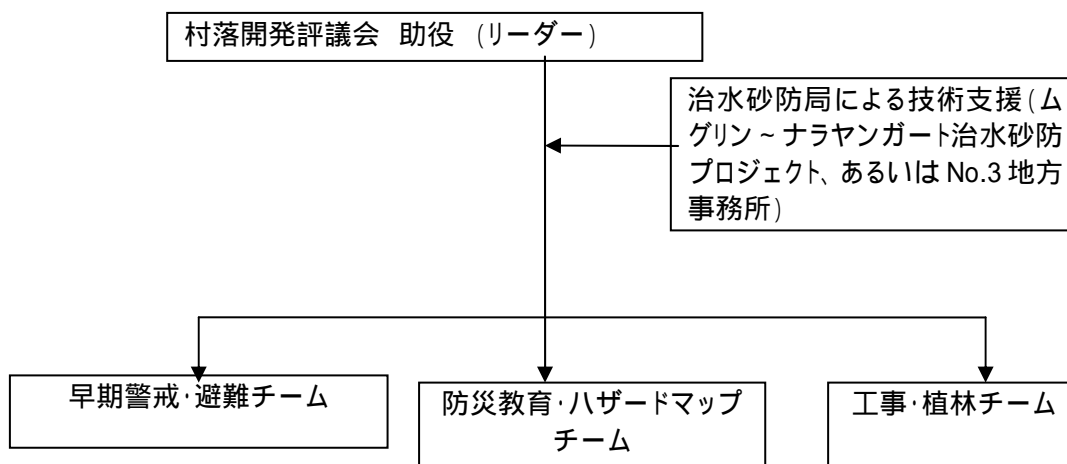 村落開発評議会 助役 (リーダー)
治水砂防局による技術支援(ム
グリン~ナラヤンガート治水砂防
プロジェクト、あるいは No.3 地方
事務所)
早期警戒・避難チーム
防災教育・ハザードマップ
チーム
工事・植林チーム